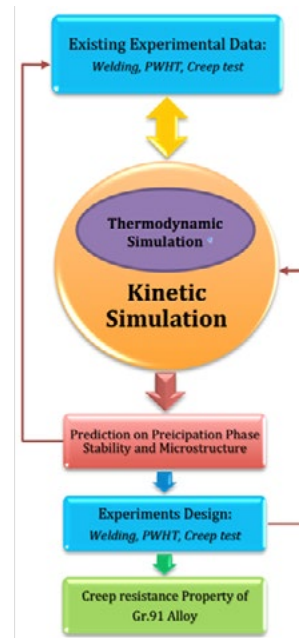 Existing Experimental Data:
Welding, PWHT, Creep test
Thermodynamic
Simulation
Kinetic
Simulation
Prediction on Preicipation Phase
Stability and Microstructure
Experiments Design:
Welding, PWHT, Creep test
Creep resistance Property of
Gr.91 Alloy